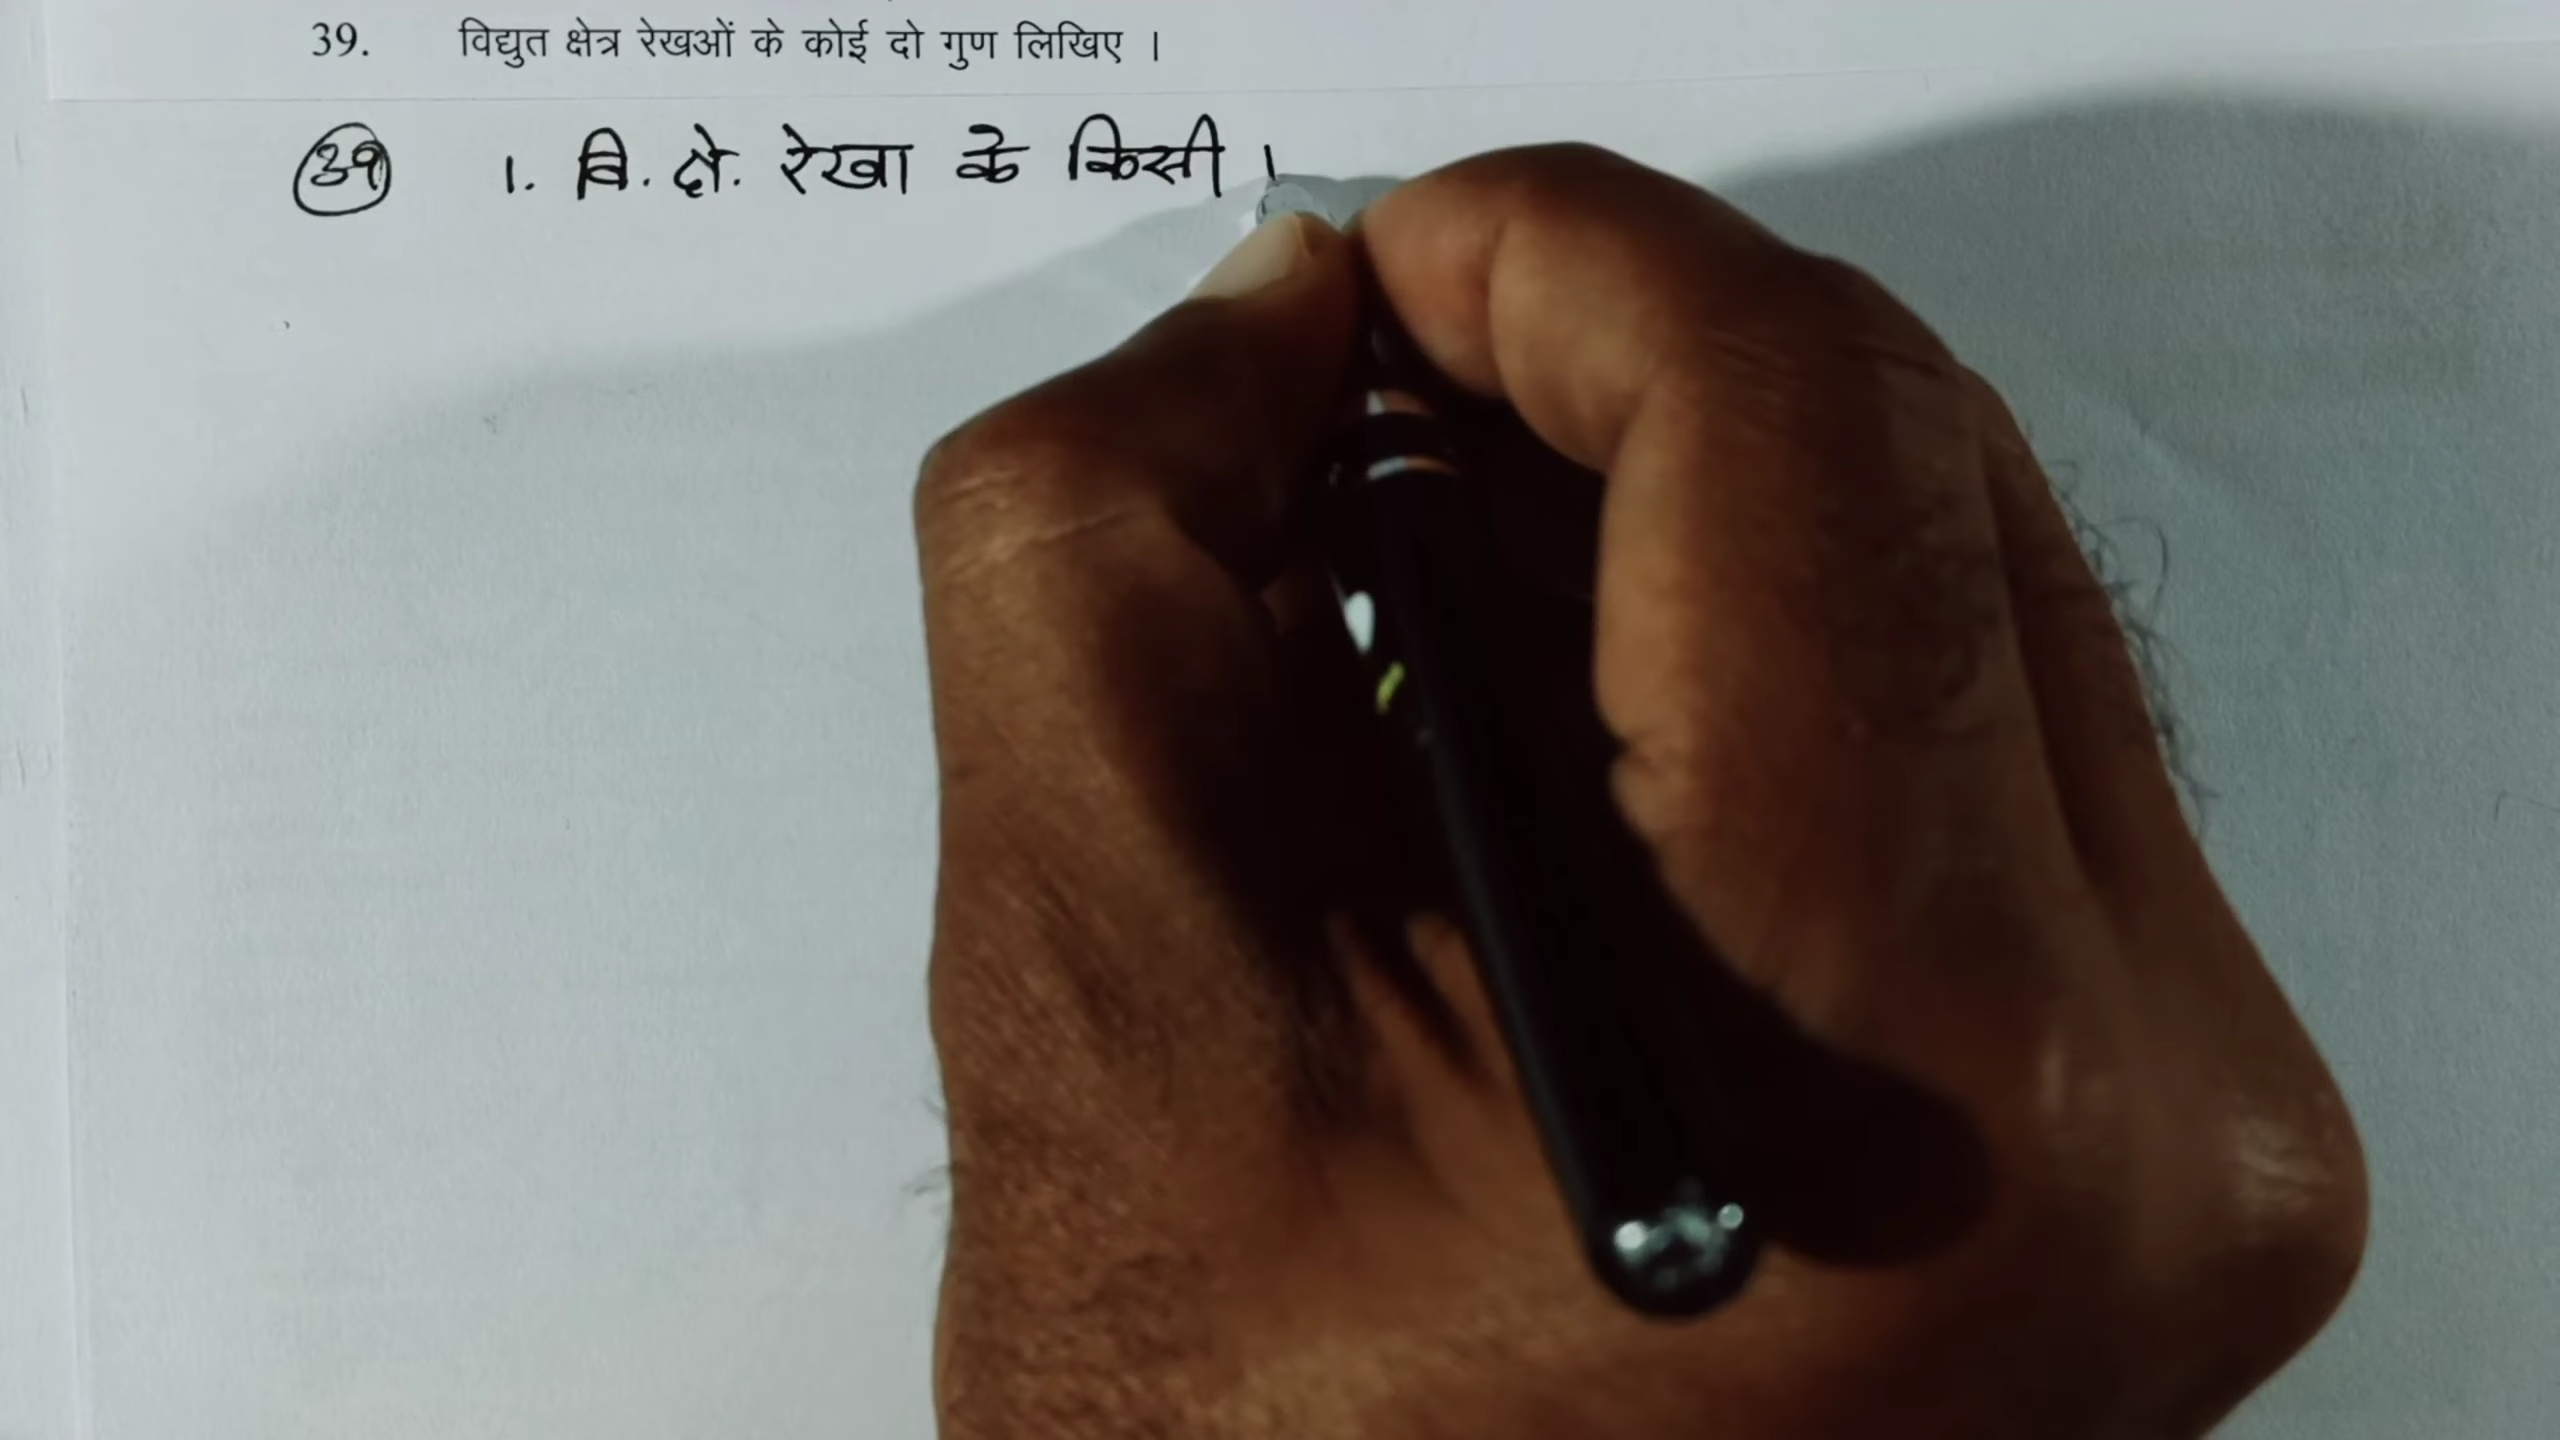 39. विद्युत क्षेत्र रेखओं के कोई दो गुण लिखिए ।
39 1. वि. क्षे. रेखा के किसी